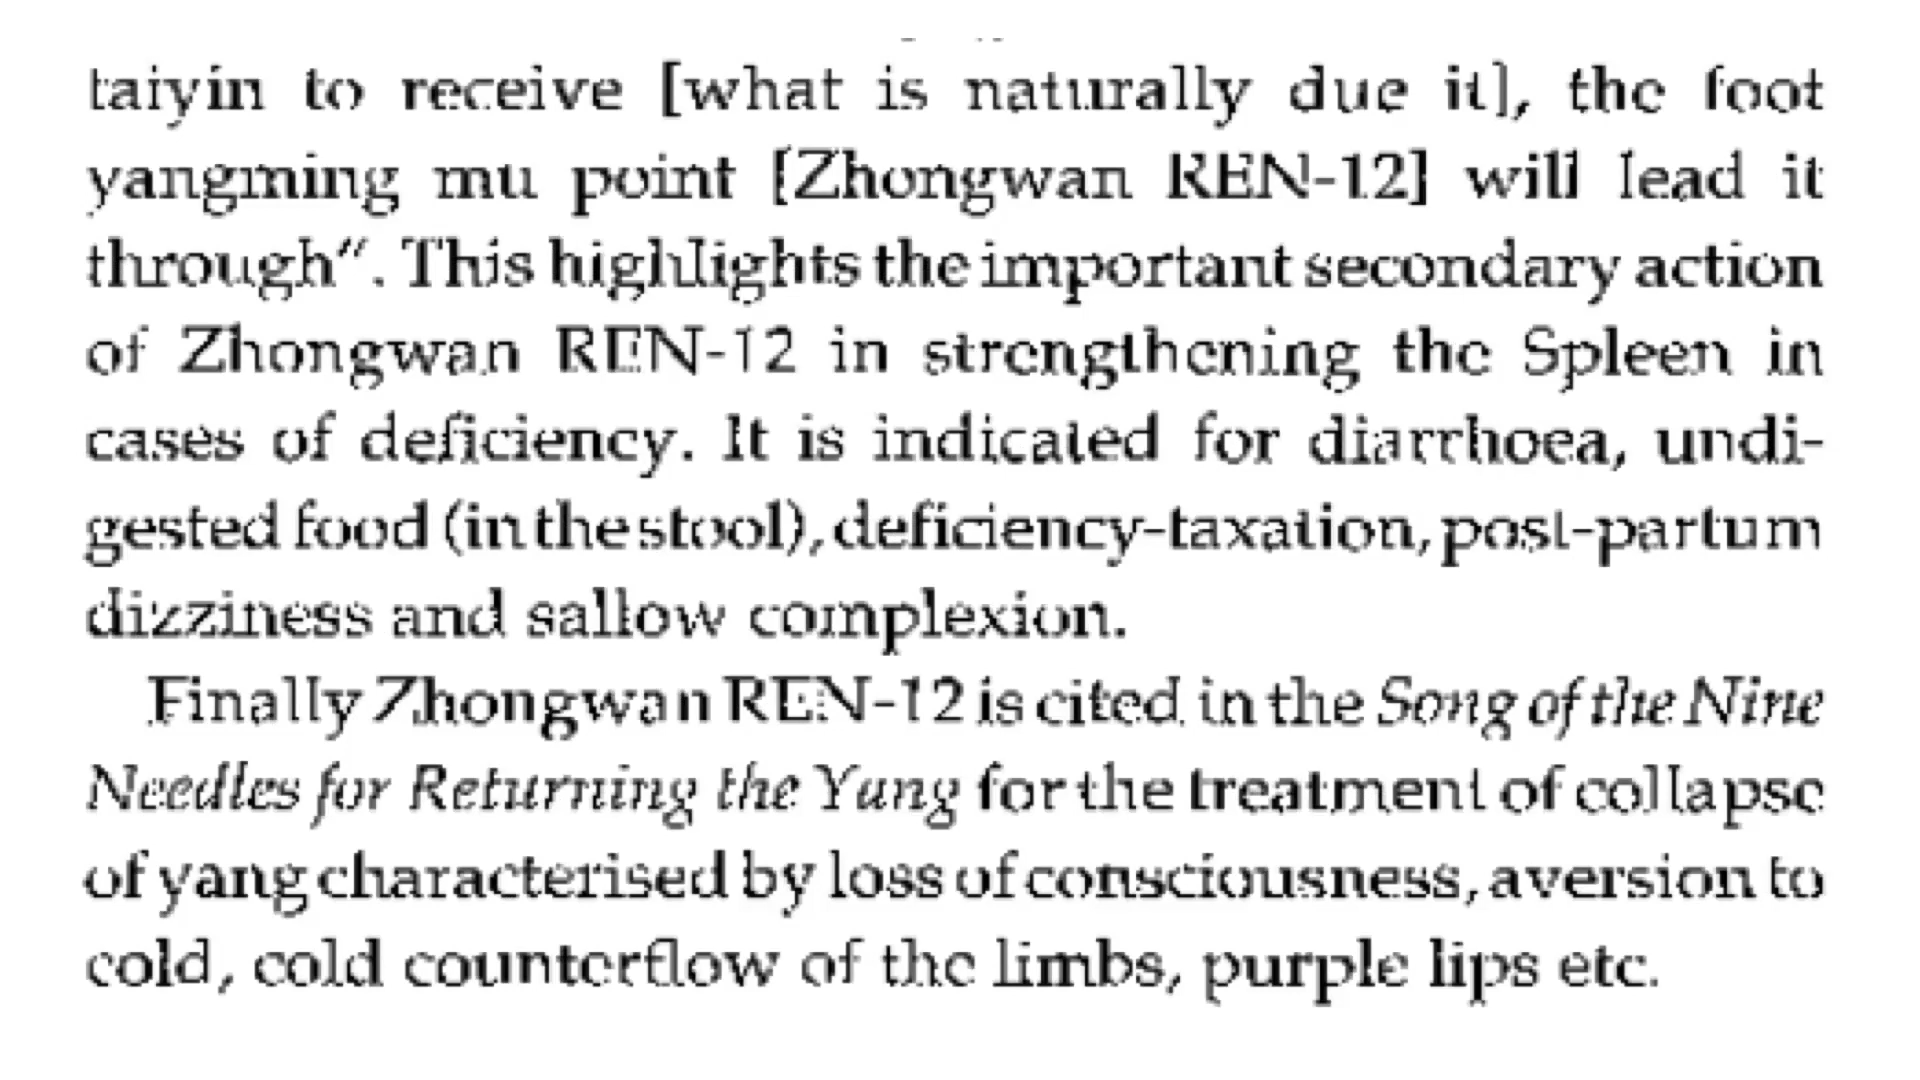 taiyin to receive [what is naturally due it], the foot
yangming mu point [Zhongwan REN-12] will lead it
through“. This highlights the important secondary action
of Zhongwan REN-12 in strengthening the Spleen in
cases of deficiency. It is indicated for diarrhoea, undi-
gested food (in the stool), deficiency-taxation, post-partum
dizziness and sallow complexion.
Finally Zhongwan REN-12 is cited in the Song of the Nine
Needles for Returning the Yang for the treatment of collapse
of yang characterised by loss of consciousness, aversion to
cold, cold counterflow of the limbs, purple lips etc.